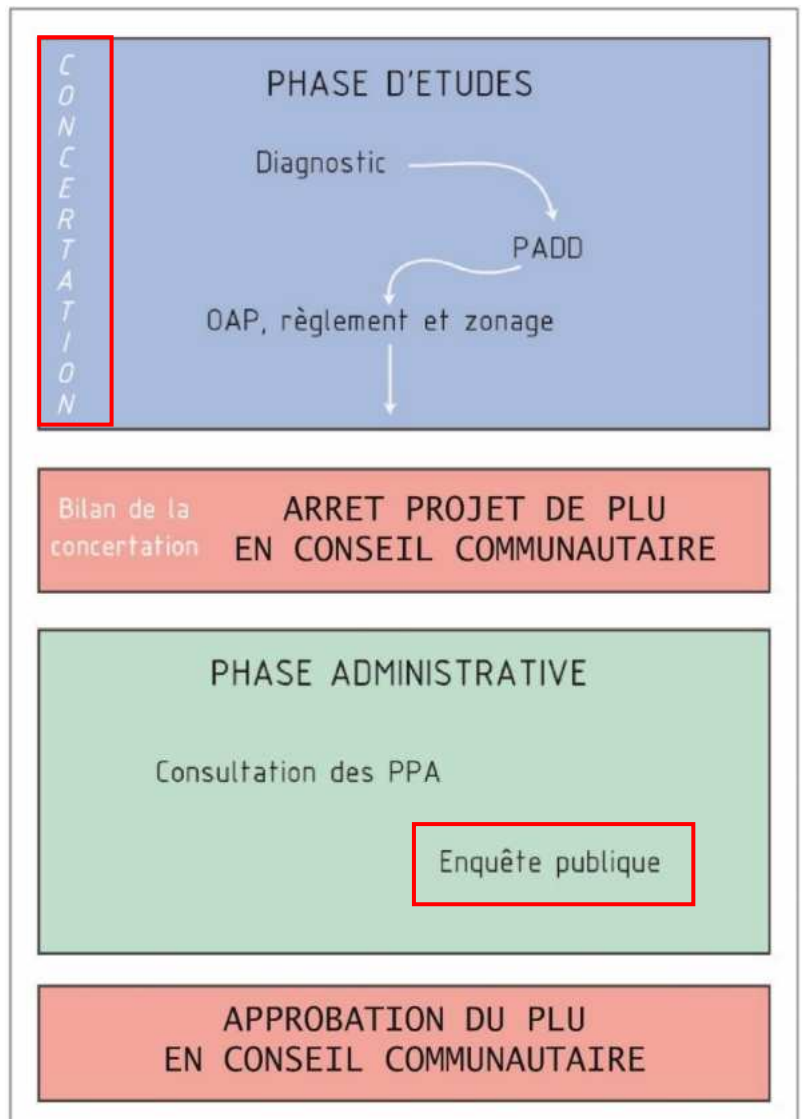 CONCERTATION
PHASE D'ETUDES
Diagnostic
PADD
OAP, règlement et zonage
Bilan de la
concertation
ARRET PROJET DE PLU
EN CONSEIL COMMUNAUTAIRE
PHASE ADMINISTRATIVE
Consultation des PPA
Enquête publique
APPROBATION DU PLU
EN CONSEIL COMMUNAUTAIRE